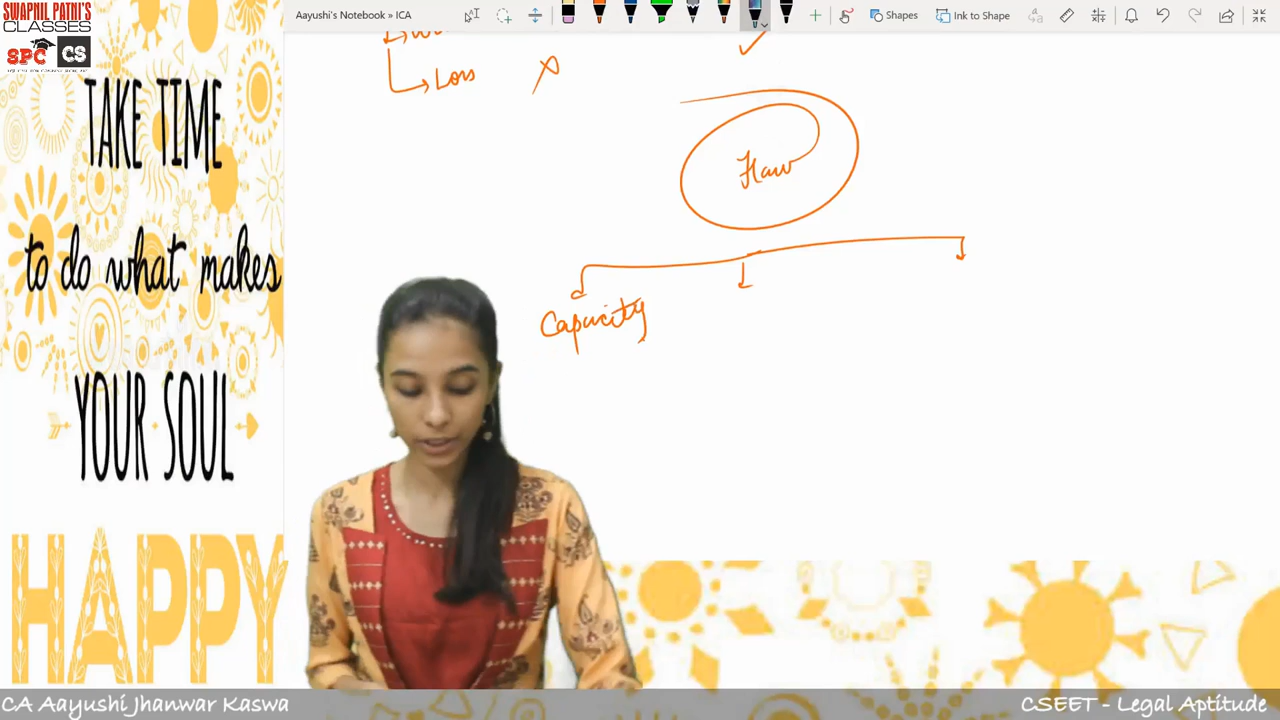 SWAPNIL PATNI'S
CLASSES
SPC CS
TAKE TIME
to do what makes
YOUR SOUL
HAPPY
Aayushi's Notebook » ICA
Shapes
Ink to Shape
Loss
Flaw
Capacity
CA Aayushi Jhanwar Kaswa
CSEET - Legal Aptitude